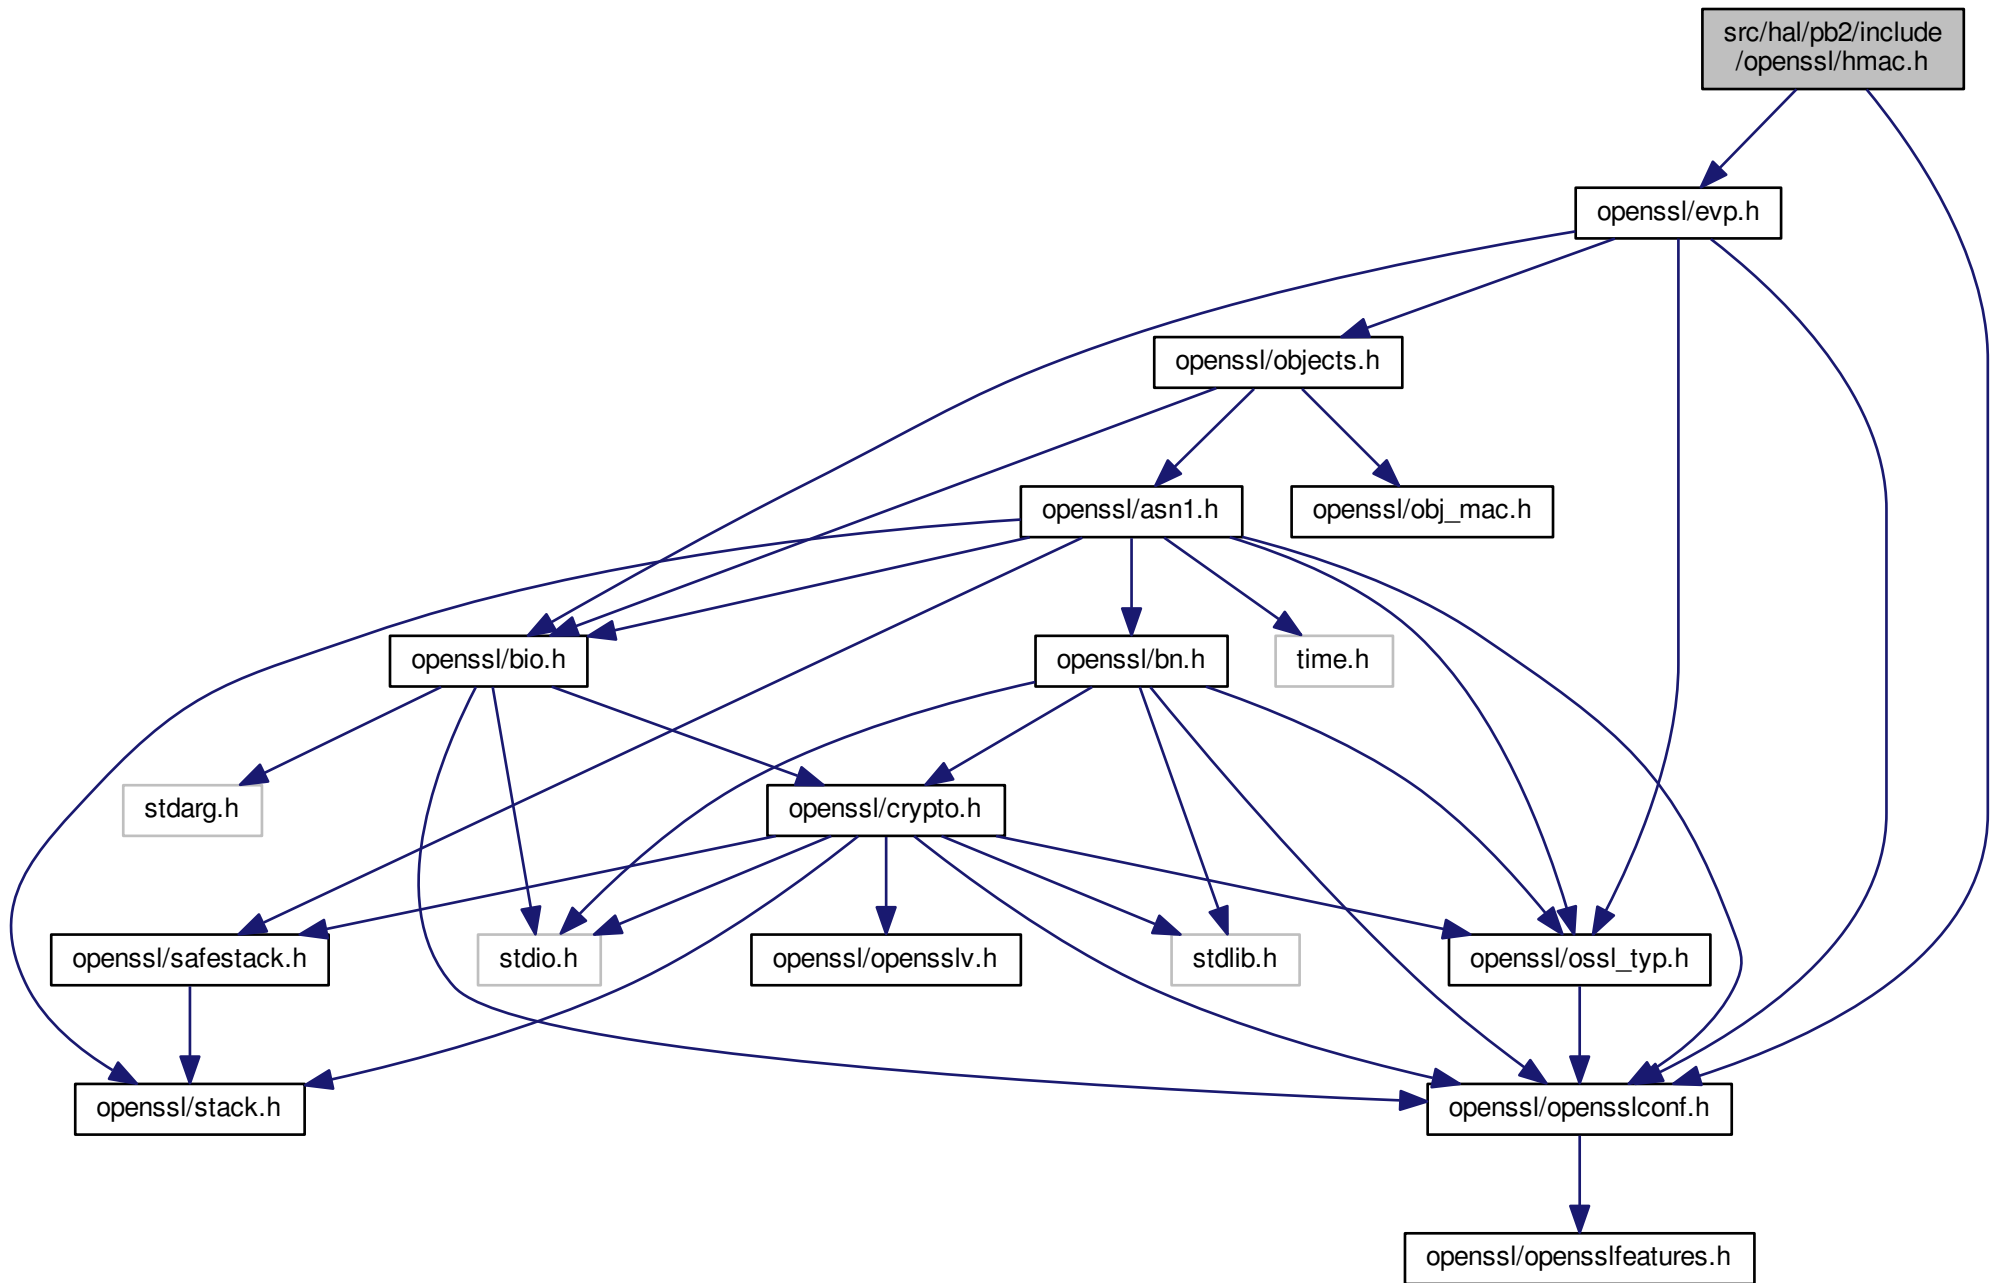 src/hal/pb2/include
/openssl/hmac.h
openssl/evp.h
openssl/objects.h
openssl/asn1.h
openssl/obj_mac.h
openssl/bio.h
openssl/bn.h
time.h
stdarg.h
openssl/crypto.h
openssl/safestack.h
stdio.h
openssl/opensslv.h
stdlib.h
openssl/ossl_typ.h
openssl/stack.h
openssl/opensslconf.h
openssl/opensslfeatures.h